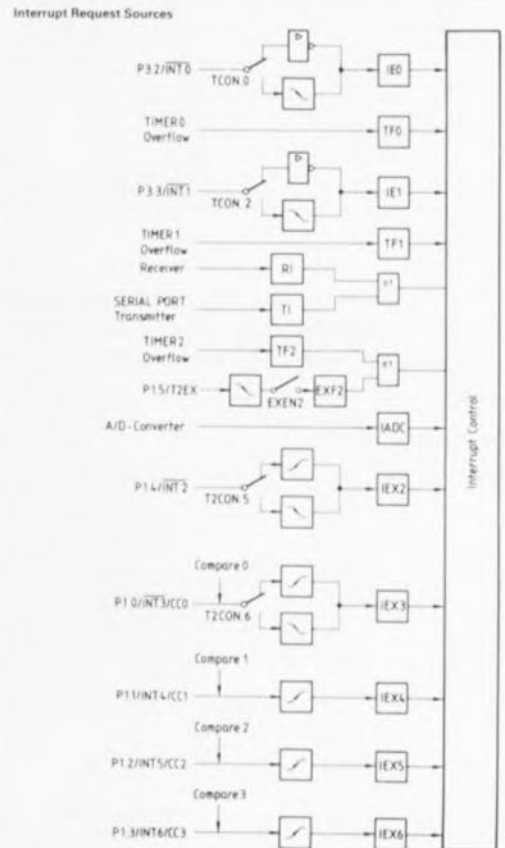 Interrupt Request Sources
P3.2/INT0
TCON.0
IE0
TIMER0
Overflow
TF0
P3.3/INT1
TCON.2
IE1
TIMER1
Overflow
TF1
Receiver
RI
≥1
SERIAL PORT
Transmitter
TI
TIMER2
Overflow
TF2
≥1
P1.5/T2EX
EXEN2
EXF2
A/D-Converter
IADC
Interrupt Control
P1.4/INT2
T2CON.5
IEX2
Compare 0
P1.0/INT3/CC0
T2CON.6
IEX3
Compare 1
P1.1/INT4/CC1
IEX4
Compare 2
P1.2/INT5/CC2
IEX5
Compare 3
P1.3/INT6/CC3
IEX6